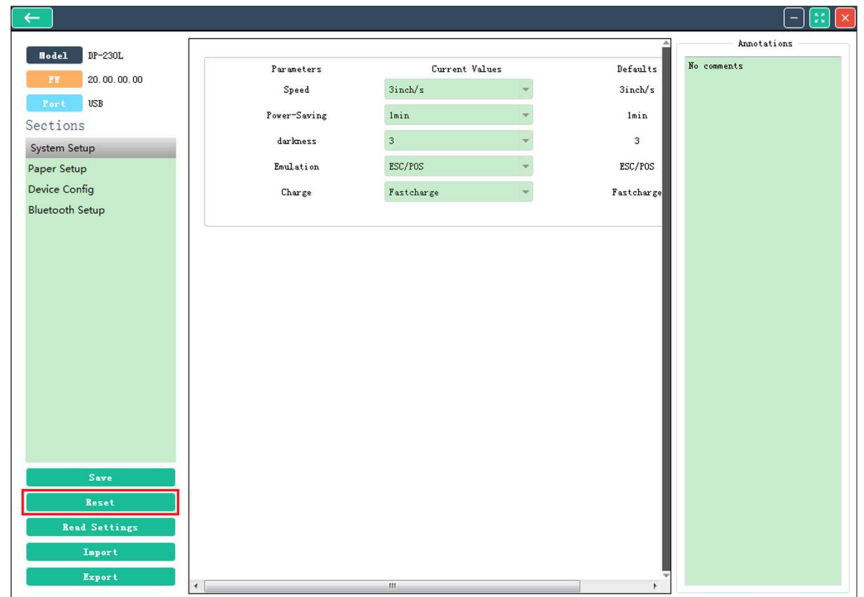 Model DP-230L
FW 20.00.00.00
Port USB
Sections
System Setup
Paper Setup
Device Config
Bluetooth Setup
Save
Reset
Read Settings
Import
Export
Parameters Current Values Defaults
Speed 3inch/s 3inch/s
Power-Saving 1min 1min
darkness 3 3
Emulation ESC/POS ESC/POS
Charge Fastcharge Fastcharge
Annotations
No comments